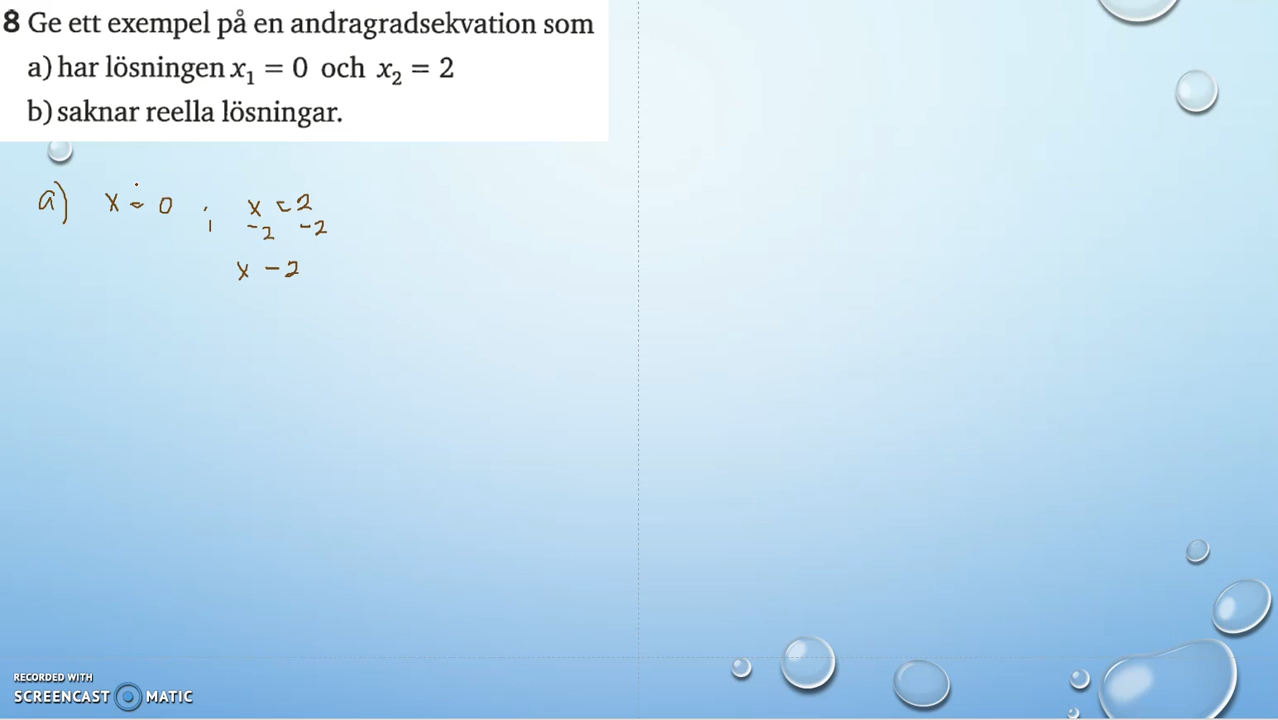 8 Ge ett exempel på en andragradsekvation som
a) har lösningen x₁ = 0 och x₂ = 2
b) saknar reella lösningar.
a) x = 0 ; x = 2
-2 -2
x - 2
RECORDED WITH
SCREENCAST MATIC